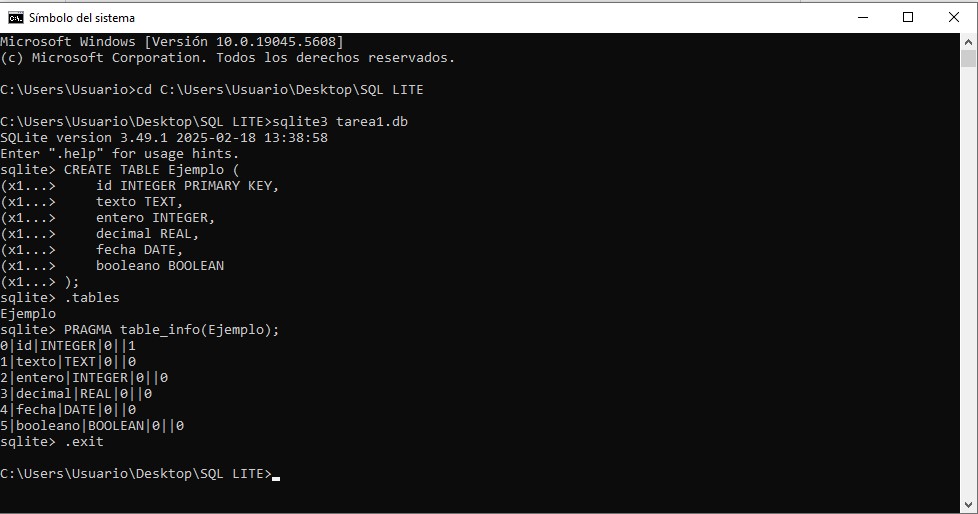 Símbolo del sistema
Microsoft Windows [Versión 10.0.19045.5608]
(c) Microsoft Corporation. Todos los derechos reservados.
C:\Users\Usuario>cd C:\Users\Usuario\Desktop\SQL LITE
C:\Users\Usuario\Desktop\SQL LITE>sqlite3 tarea1.db
SQLite version 3.49.1 2025-02-18 13:38:58
Enter ".help" for usage hints.
sqlite> CREATE TABLE Ejemplo (
(x1...>     id INTEGER PRIMARY KEY,
(x1...>     texto TEXT,
(x1...>     entero INTEGER,
(x1...>     decimal REAL,
(x1...>     fecha DATE,
(x1...>     booleano BOOLEAN
(x1...> );
sqlite> .tables
Ejemplo
sqlite> PRAGMA table_info(Ejemplo);
0|id|INTEGER|0||1
1|texto|TEXT|0||0
2|entero|INTEGER|0||0
3|decimal|REAL|0||0
4|fecha|DATE|0||0
5|booleano|BOOLEAN|0||0
sqlite> .exit
C:\Users\Usuario\Desktop\SQL LITE>